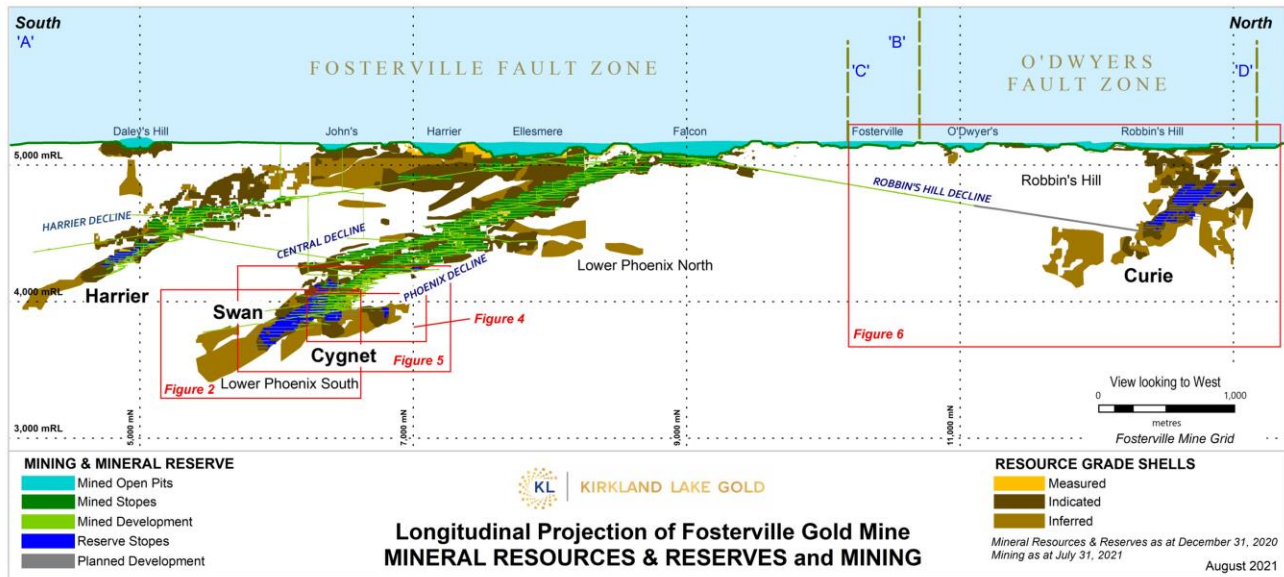 South
North
'A'
'B'
'C'
'D'
FOSTERVILLE FAULT ZONE
O'DWYERS
FAULT ZONE
Daley's Hill
John's
Harrier
Ellesmere
Falcon
Fosterville
O'Dwyer's
Robbin's Hill
5,000 mRL
Robbin's Hill
ROBBIN'S HILL DECLINE
HARRIER DECLINE
CENTRAL DECLINE
PHOENIX DECLINE
Lower Phoenix North
Curie
Harrier
4,000 mRL
Swan
Figure 4
Figure 6
Cygnet
Figure 5
Figure 2
Lower Phoenix South
View looking to West
0
1,000
metres
Fosterville Mine Grid
3,000 mRL
5,000 mN
7,000 mN
9,000 mN
11,000 mN
MINING & MINERAL RESERVE
Mined Open Pits
Mined Stopes
Mined Development
Reserve Stopes
Planned Development
KL
KIRKLAND LAKE GOLD
Longitudinal Projection of Fosterville Gold Mine
MINERAL RESOURCES & RESERVES and MINING
RESOURCE GRADE SHELLS
Measured
Indicated
Inferred
Mineral Resources & Reserves as at December 31, 2020
Mining as at July 31, 2021
August 2021